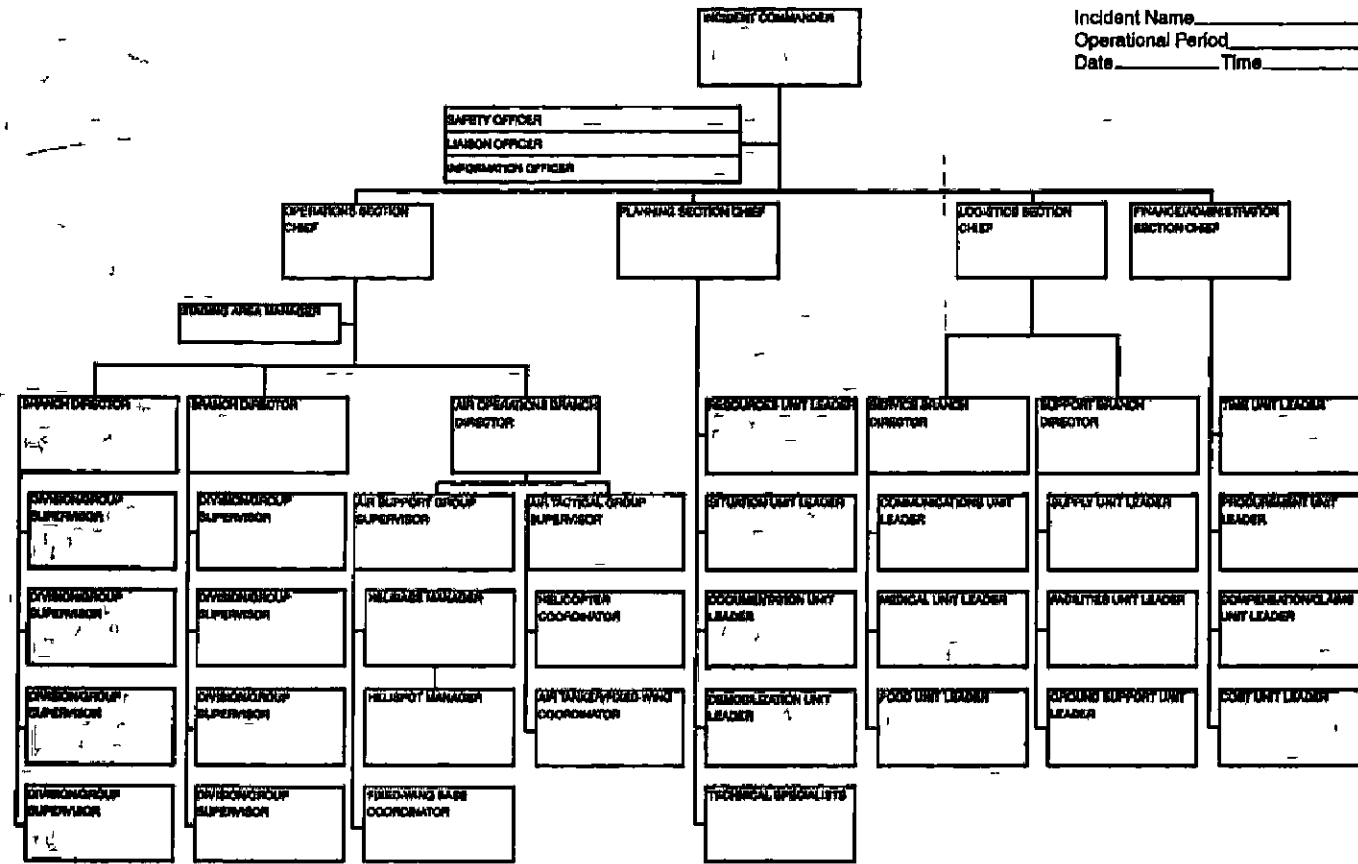 INCIDENT COMMANDER
Incident Name
Operational Period
Date Time
SAFETY OFFICER
LIAISON OFFICER
INFORMATION OFFICER
OPERATIONS SECTION
CHIEF
PLANNING SECTION CHIEF
LOGISTICS SECTION
CHIEF
FINANCE/ADMINISTRATION
SECTION CHIEF
STAGING AREA MANAGER
BRANCH DIRECTOR
BRANCH DIRECTOR
AIR OPERATIONS BRANCH
DIRECTOR
RESOURCES UNIT LEADER
SERVICE BRANCH
DIRECTOR
SUPPORT BRANCH
DIRECTOR
TIME UNIT LEADER
DIVISION/GROUP
SUPERVISOR
DIVISION/GROUP
SUPERVISOR
AIR SUPPORT GROUP
SUPERVISOR
AIR TACTICAL GROUP
SUPERVISOR
SITUATION UNIT LEADER
COMMUNICATIONS UNIT
LEADER
SUPPLY UNIT LEADER
PROCUREMENT UNIT
LEADER
DIVISION/GROUP
SUPERVISOR
DIVISION/GROUP
SUPERVISOR
HELIBASE MANAGER
HELICOPTER
COORDINATOR
DOCUMENTATION UNIT
LEADER
MEDICAL UNIT LEADER
FACILITIES UNIT LEADER
COMPENSATION/CLAIMS
UNIT LEADER
DIVISION/GROUP
SUPERVISOR
DIVISION/GROUP
SUPERVISOR
HELISPOT MANAGER
AIR TANKER/FIXED-WING
COORDINATOR
DEMOBILIZATION UNIT
LEADER
FOOD UNIT LEADER
GROUND SUPPORT UNIT
LEADER
COST UNIT LEADER
DIVISION/GROUP
SUPERVISOR
DIVISION/GROUP
SUPERVISOR
FIXED-WING BASE
COORDINATOR
TECHNICAL SPECIALISTS